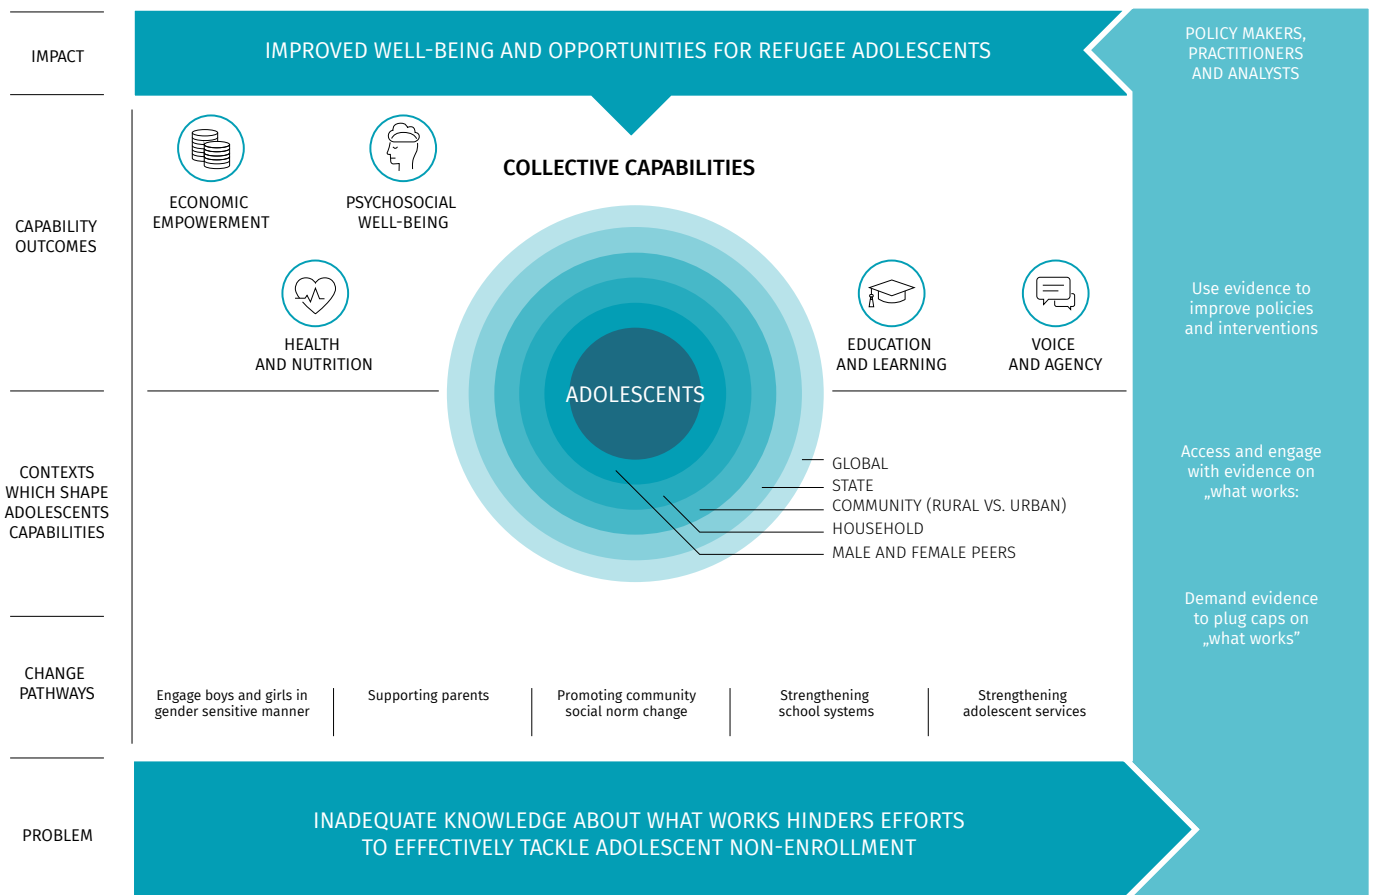 IMPACT
IMPROVED WELL-BEING AND OPPORTUNITIES FOR REFUGEE ADOLESCENTS
POLICY MAKERS,
PRACTITIONERS
AND ANALYSTS
CAPABILITY
OUTCOMES
ECONOMIC
EMPOWERMENT
PSYCHOSOCIAL
WELL-BEING
COLLECTIVE CAPABILITIES
HEALTH
AND NUTRITION
EDUCATION
AND LEARNING
VOICE
AND AGENCY
Use evidence to
improve policies
and interventions
ADOLESCENTS
CONTEXTS
WHICH SHAPE
ADOLESCENTS
CAPABILITIES
GLOBAL
STATE
COMMUNITY (RURAL VS. URBAN)
HOUSEHOLD
MALE AND FEMALE PEERS
Access and engage
with evidence on
„what works:
Demand evidence
to plug caps on
„what works”
CHANGE
PATHWAYS
Engage boys and girls in
gender sensitive manner
Supporting parents
Promoting community
social norm change
Strengthening
school systems
Strengthening
adolescent services
PROBLEM
INADEQUATE KNOWLEDGE ABOUT WHAT WORKS HINDERS EFFORTS
TO EFFECTIVELY TACKLE ADOLESCENT NON-ENROLLMENT